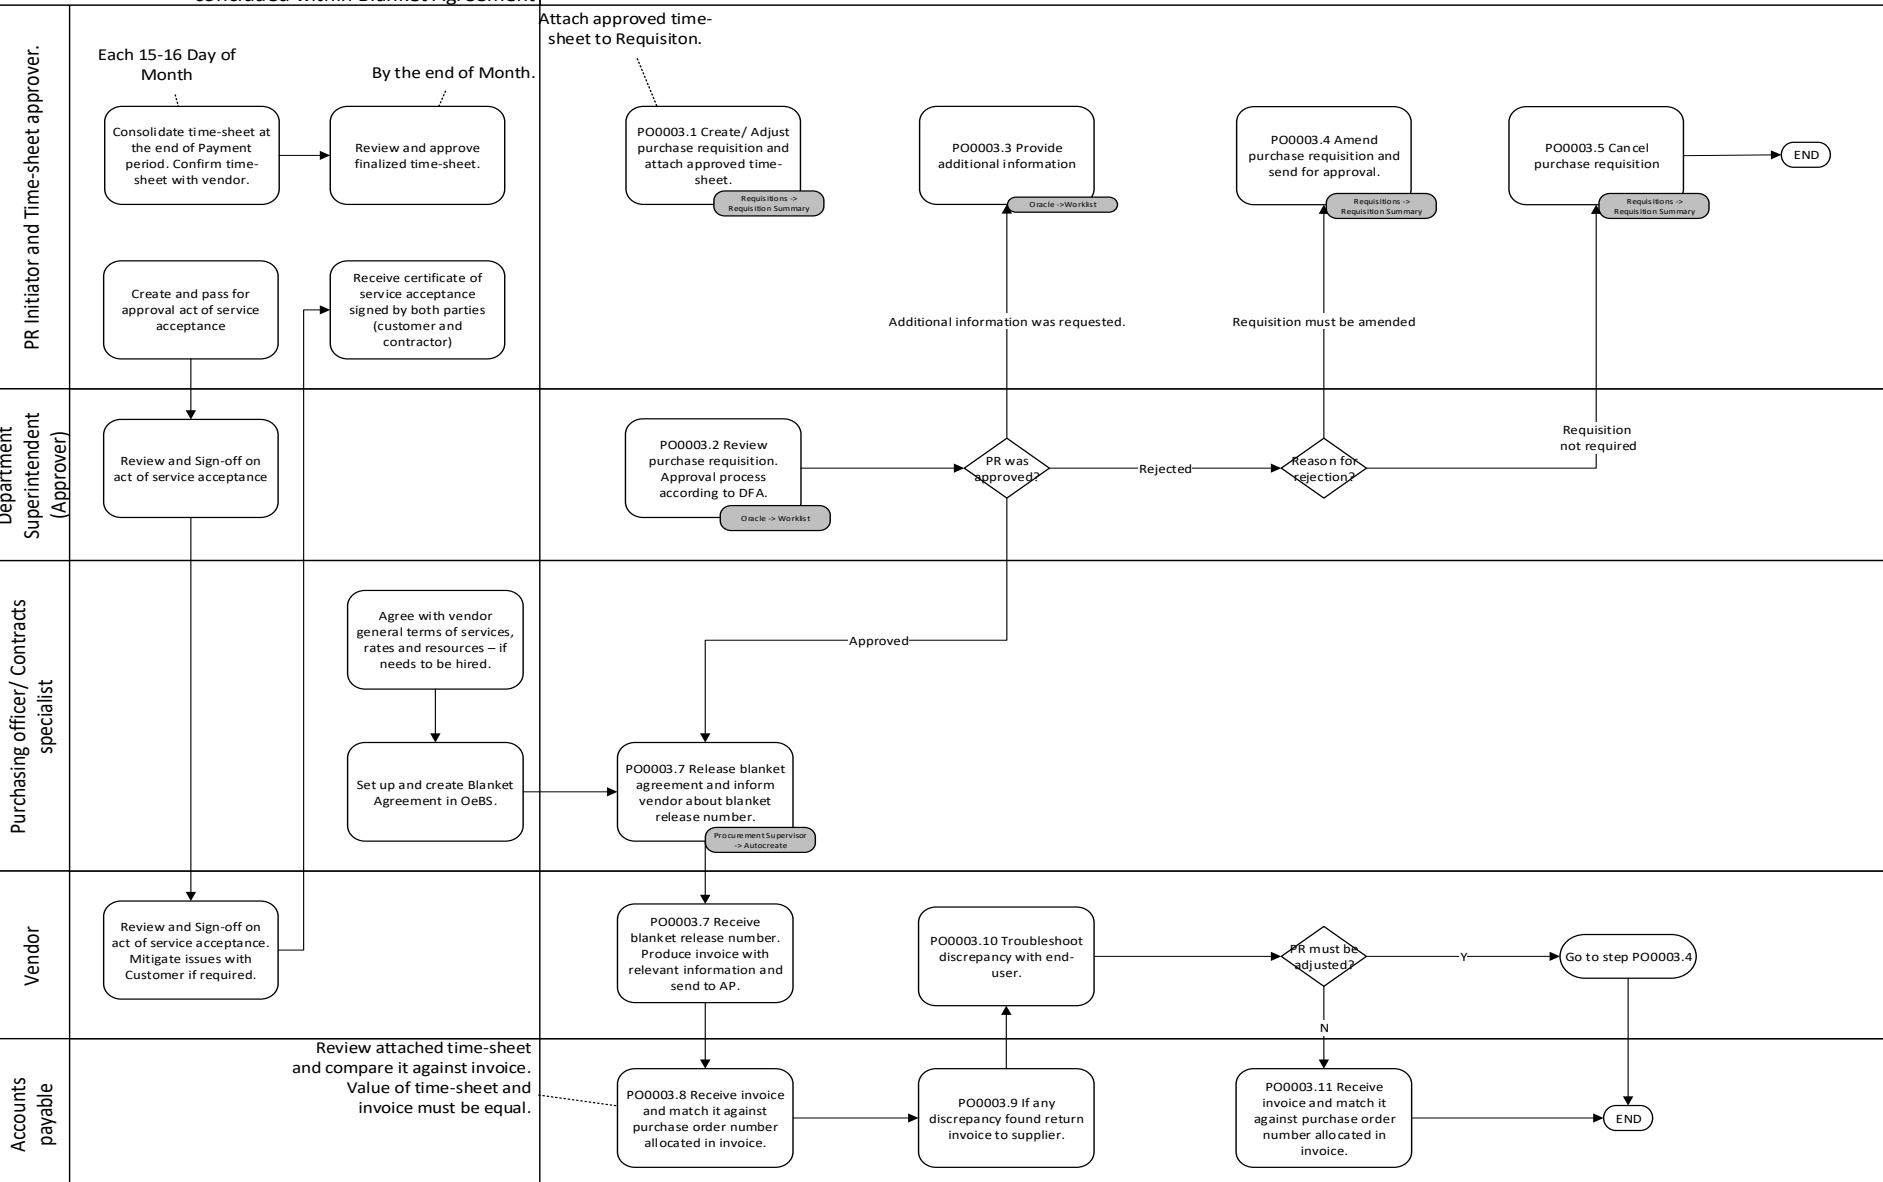 concluded within Blanket Agreement
PR Initiator and Time-sheet approver.
Each 15-16 Day of
Month
By the end of Month.
Attach approved time-
sheet to Requisiton.
Consolidate time-sheet at
the end of Payment
period. Confirm time-
sheet with vendor.
Review and approve
finalized time-sheet.
PO0003.1 Create/ Adjust
purchase requisition and
attach approved time-
sheet.
Requisitions ->
Requisition Summary
PO0003.3 Provide
additional information
Oracle ->Worklist
PO0003.4 Amend
purchase requisition and
send for approval.
Requisitions ->
Requisition Summary
PO0003.5 Cancel
purchase requisition
Requisitions ->
Requisition Summary
END
Create and pass for
approval act of service
acceptance
Receive certificate of
service acceptance
signed by both parties
(customer and
contractor)
Additional information was requested.
Requisition must be amended
Department
Superintendent
(Approver)
Review and Sign-off on
act of service acceptance
PO0003.2 Review
purchase requisition.
Approval process
according to DFA.
Oracle -> Worklist
PR was
approved?
Rejected
Reason for
rejection?
Requisition
not required
Purchasing officer/ Contracts
specialist
Agree with vendor
general terms of services,
rates and resources – if
needs to be hired.
Approved
Set up and create Blanket
Agreement in OeBS.
PO0003.7 Release blanket
agreement and inform
vendor about blanket
release number.
Procurement Supervisor
-> Autocreate
Vendor
Review and Sign-off on
act of service acceptance.
Mitigate issues with
Customer if required.
PO0003.7 Receive
blanket release number.
Produce invoice with
relevant information and
send to AP.
PO0003.10 Troubleshoot
discrepancy with end-
user.
PR must be
adjusted?
Y
Go to step PO0003.4
N
Accounts
payable
Review attached time-sheet
and compare it against invoice.
Value of time-sheet and
invoice must be equal.
PO0003.8 Receive invoice
and match it against
purchase order number
allocated in invoice.
PO0003.9 If any
discrepancy found return
invoice to supplier.
PO0003.11 Receive
invoice and match it
against purchase order
number allocated in
invoice.
END